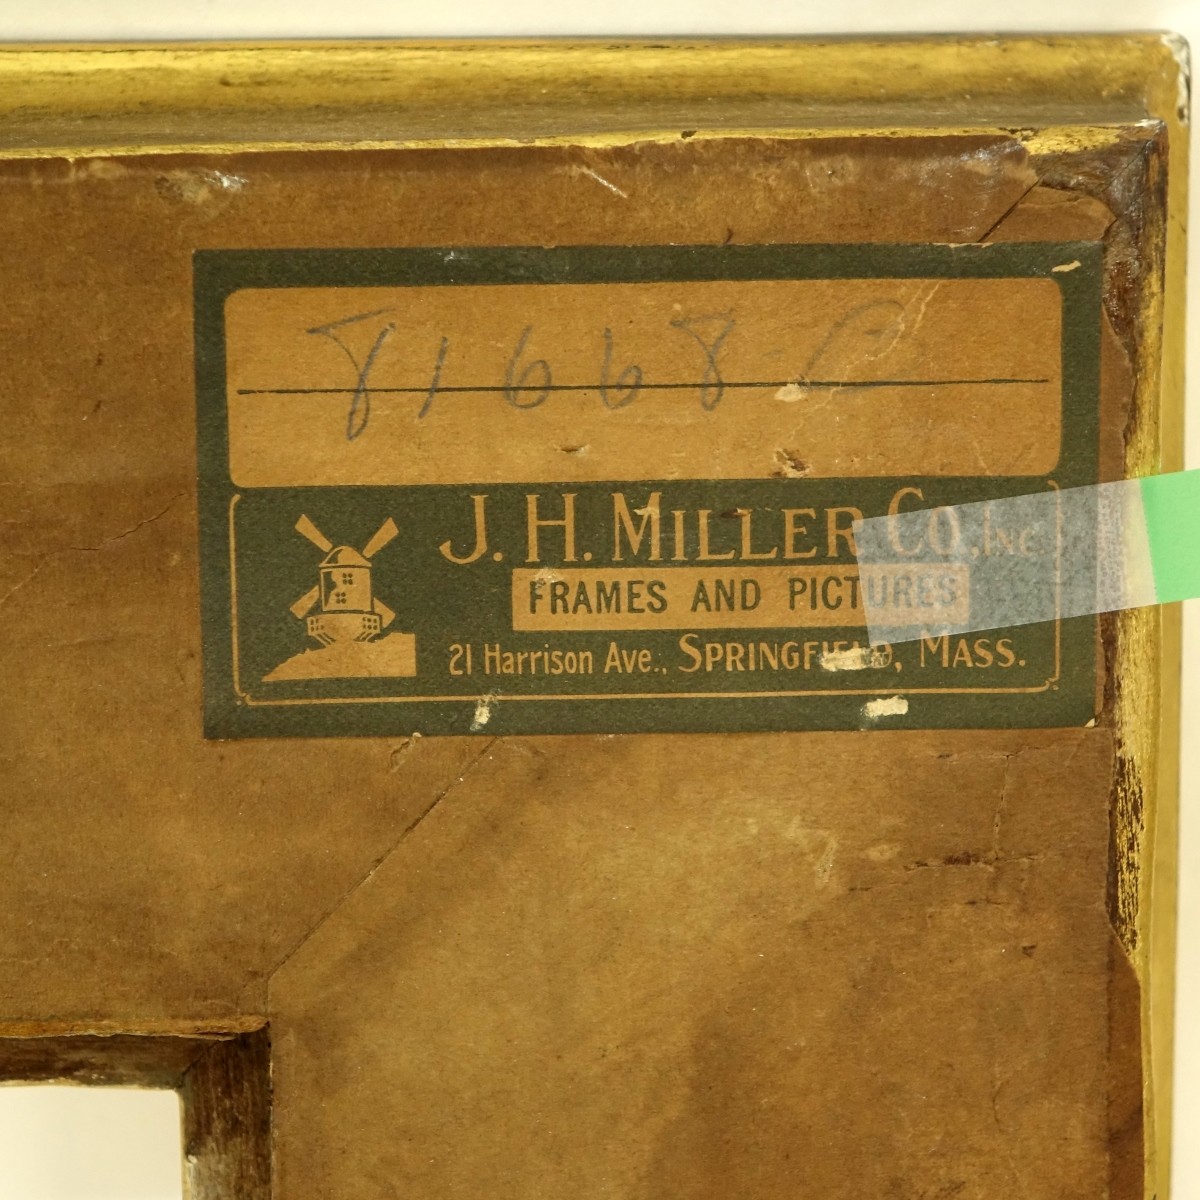 81668-C
J. H. MILLER CO., INC
FRAMES AND PICTURES
21 Harrison Ave., SPRINGFIELD, MASS.